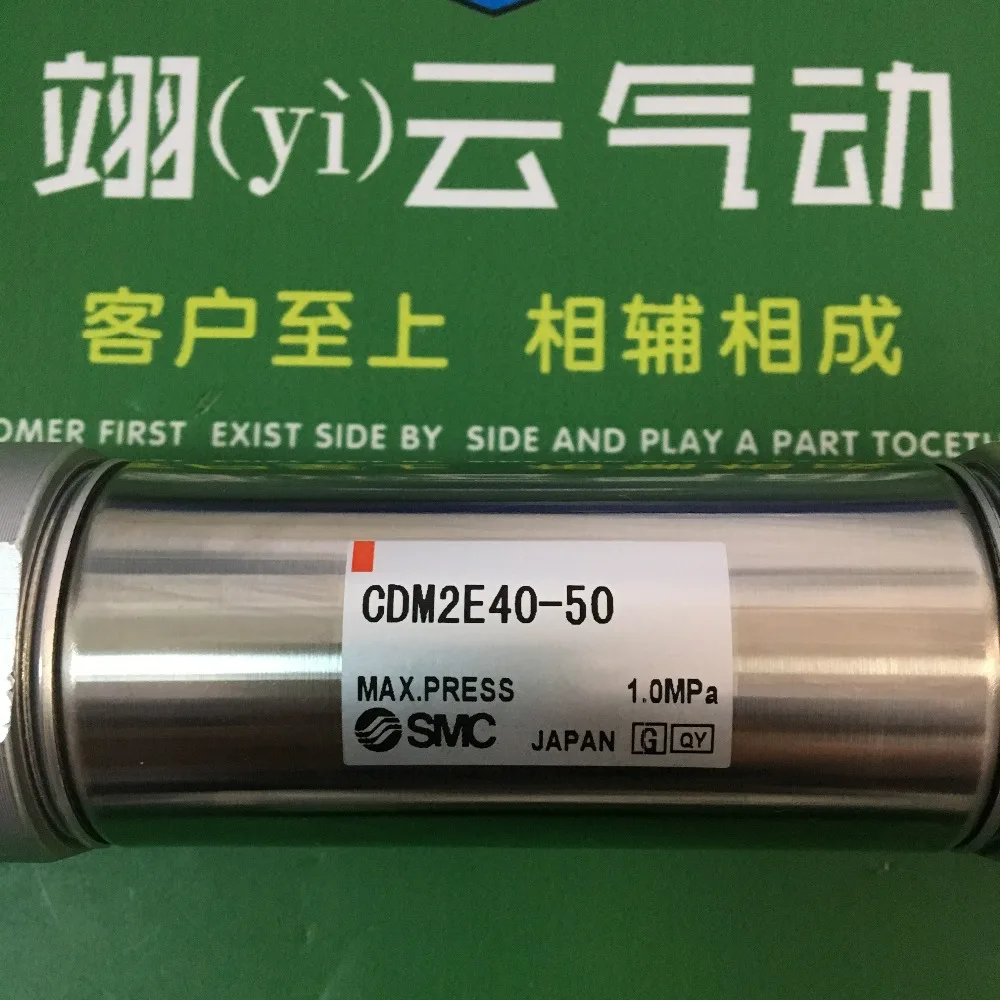 翊(yì)云气动
客户至上 相辅相成
OMER FIRST EXIST SIDE BY SIDE AND PLAY A PART TOCETH
CDM2E40-50
MAX.PRESS 1.0MPa
SMC JAPAN G QY